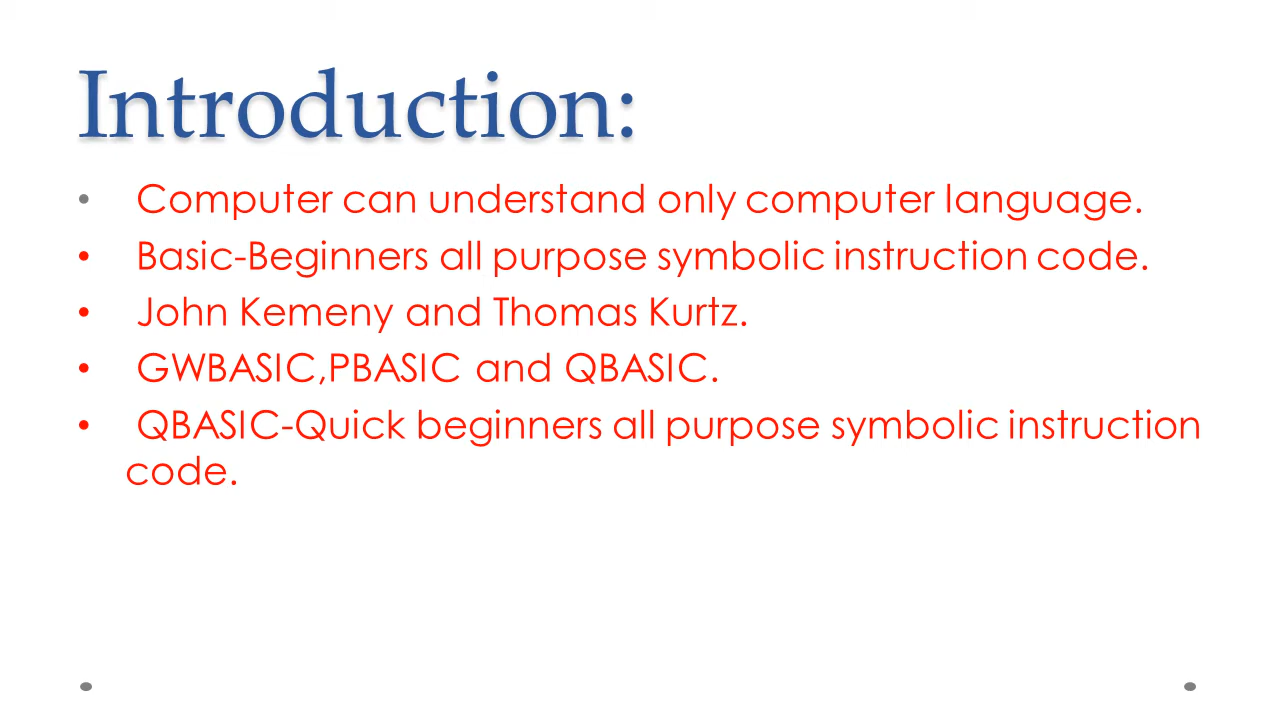 Introduction:
• Computer can understand only computer language.
• Basic-Beginners all purpose symbolic instruction code.
• John Kemeny and Thomas Kurtz.
• GWBASIC,PBASIC and QBASIC.
• QBASIC-Quick beginners all purpose symbolic instruction
code.